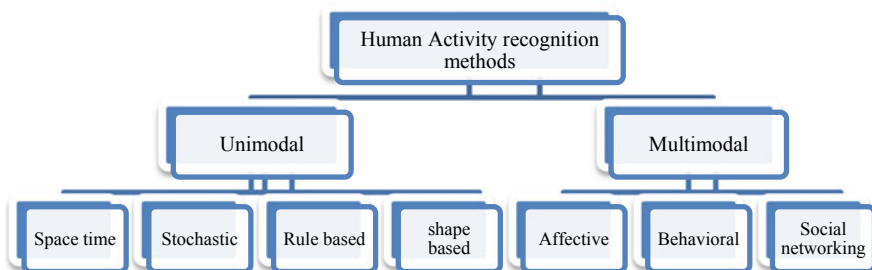 Human Activity recognition
methods
Unimodal
Multimodal
Space time
Stochastic
Rule based
shape
based
Affective
Behavioral
Social
networking